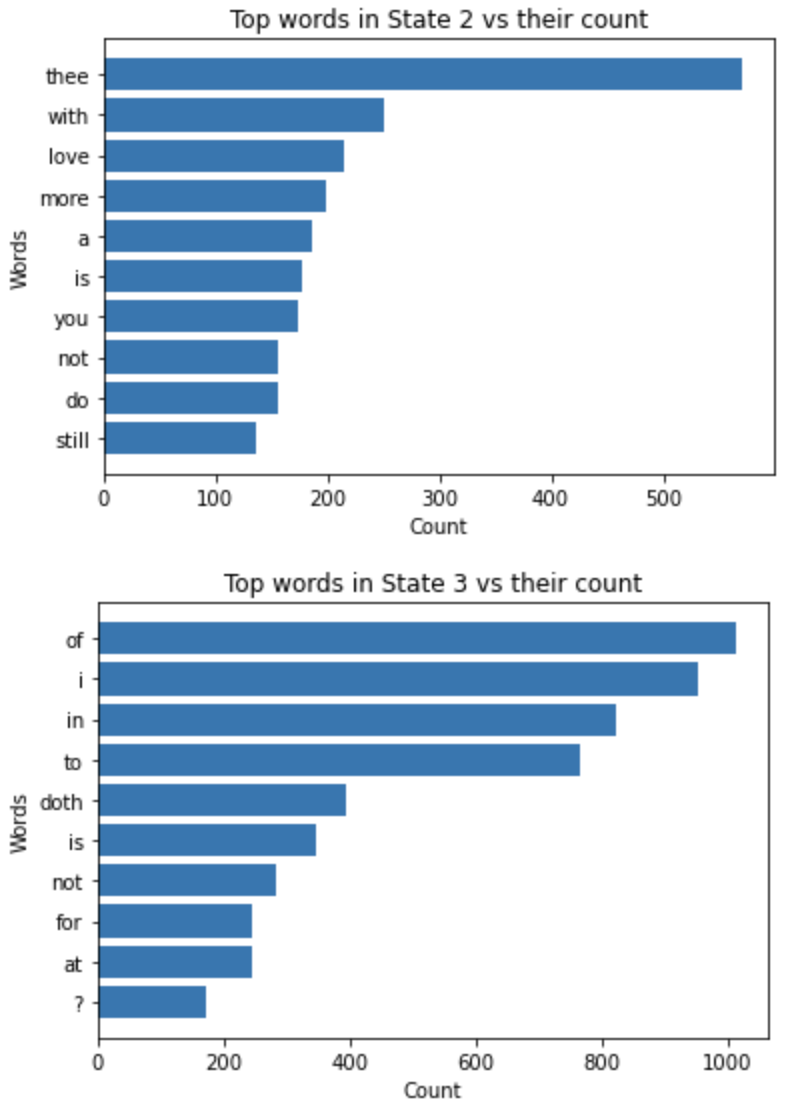 Top words in State 2 vs their count
thee
with
love
more
a
is
you
not
do
still
Words
0 100 200 300 400 500
Count
Top words in State 3 vs their count
of
i
in
to
doth
is
not
for
at
?
Words
0 200 400 600 800 1000
Count